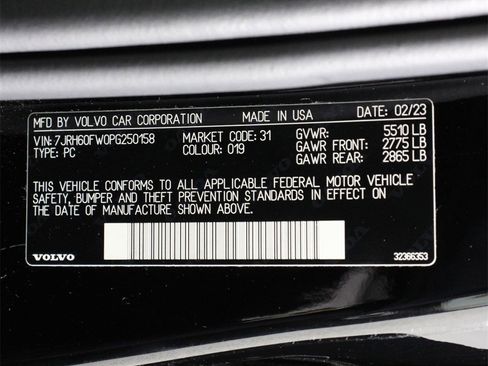 MFD BY VOLVO CAR CORPORATION MADE IN USA DATE: 02/23
VIN: 7JRH60FW0PG250158 MARKET CODE: 31 GVWR: 5510 LB
TYPE: PC COLOUR: 019 GAWR FRONT: 2775 LB
GAWR REAR: 2865 LB
THIS VEHICLE CONFORMS TO ALL APPLICABLE FEDERAL MOTOR VEHICLE
SAFETY, BUMPER AND THEFT PREVENTION STANDARDS IN EFFECT ON
THE DATE OF MANUFACTURE SHOWN ABOVE.
VOLVO 32366353